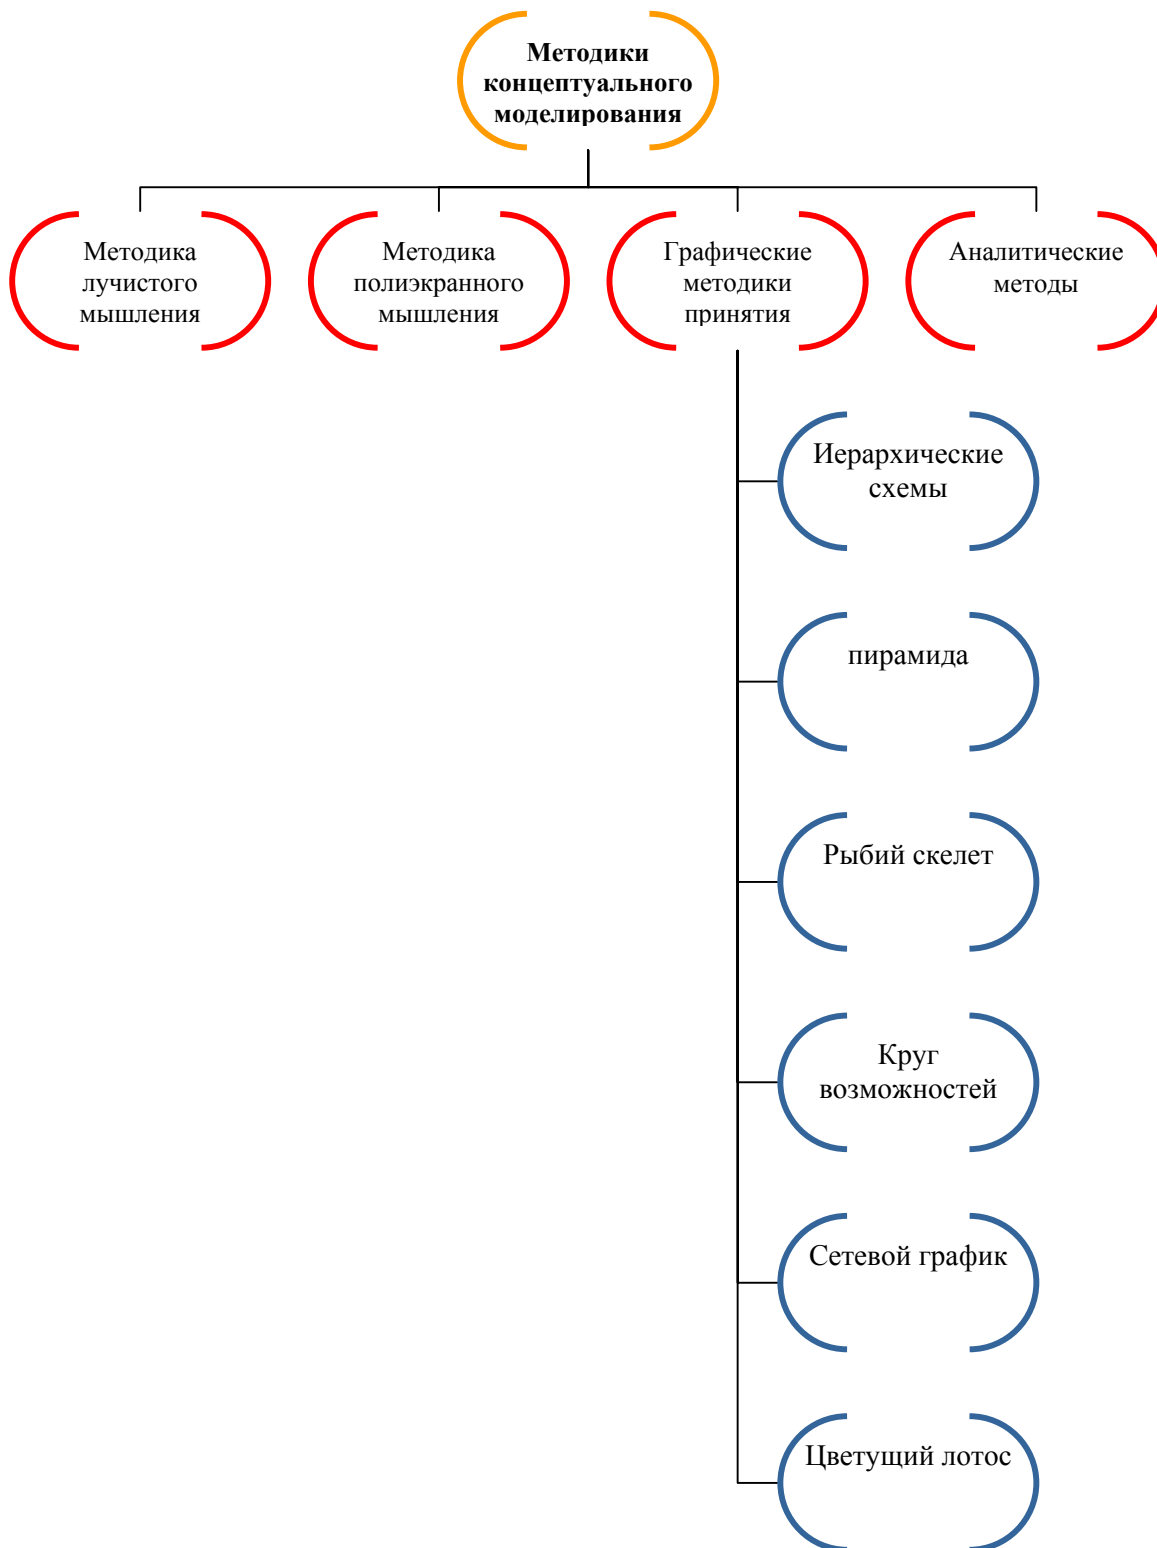 Методики
концептуального
моделирования
Методика
лучистого
мышления
Методика
полиэкранного
мышления
Графические
методики
принятия
Аналитические
методы
Иерархические
схемы
пирамида
Рыбий скелет
Круг
возможностей
Сетевой график
Цветущий лотос